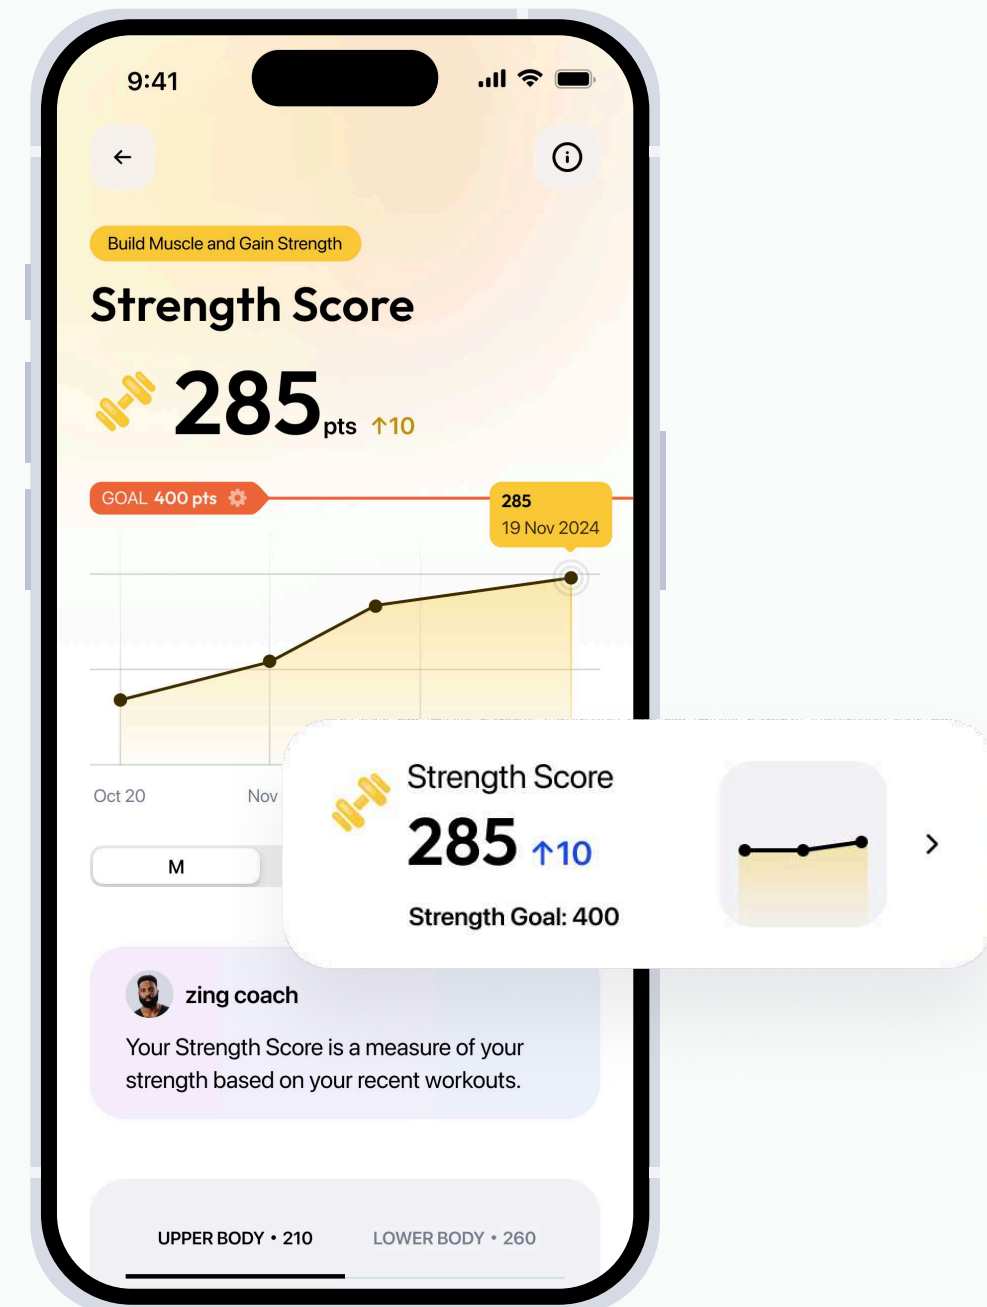 9:41
Build Muscle and Gain Strength
Strength Score
285 pts ↑10
GOAL 400 pts
285
19 Nov 2024
Oct 20
Nov
M
Strength Score
285 ↑10
Strength Goal: 400
zing coach
Your Strength Score is a measure of your
strength based on your recent workouts.
UPPER BODY • 210
LOWER BODY • 260